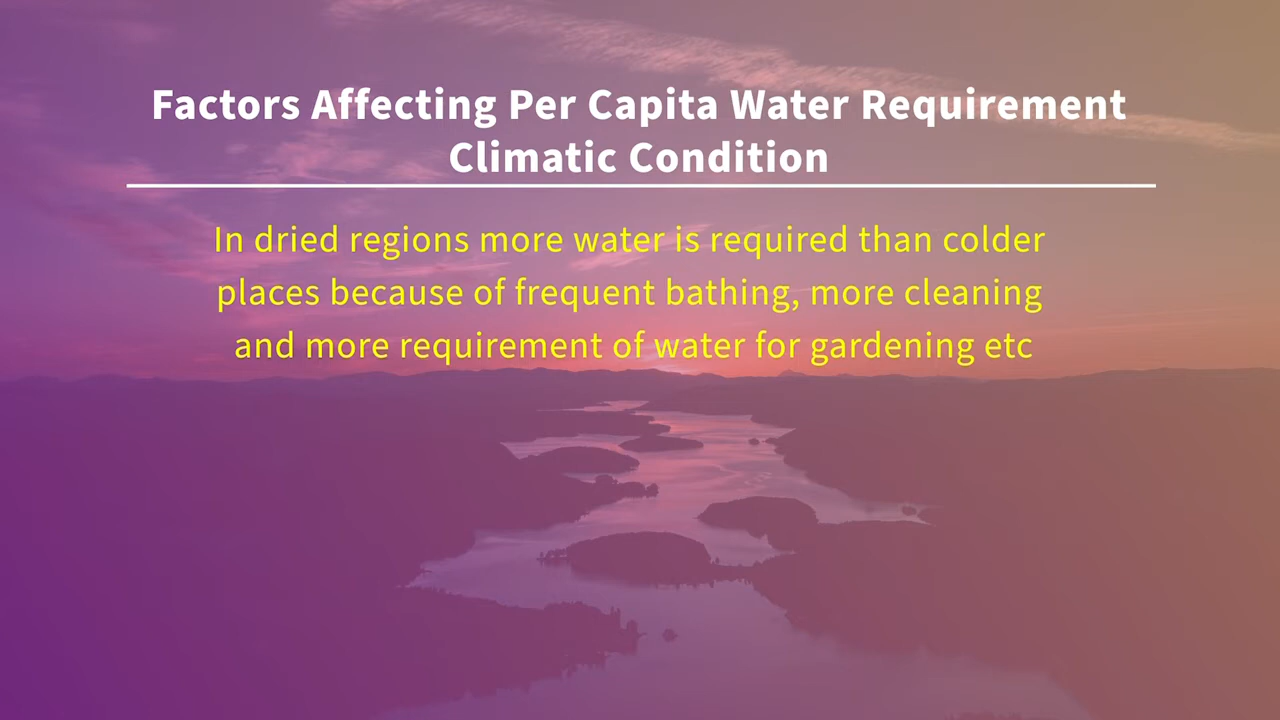 Factors Affecting Per Capita Water Requirement
Climatic Condition
In dried regions more water is required than colder
places because of frequent bathing, more cleaning
and more requirement of water for gardening etc